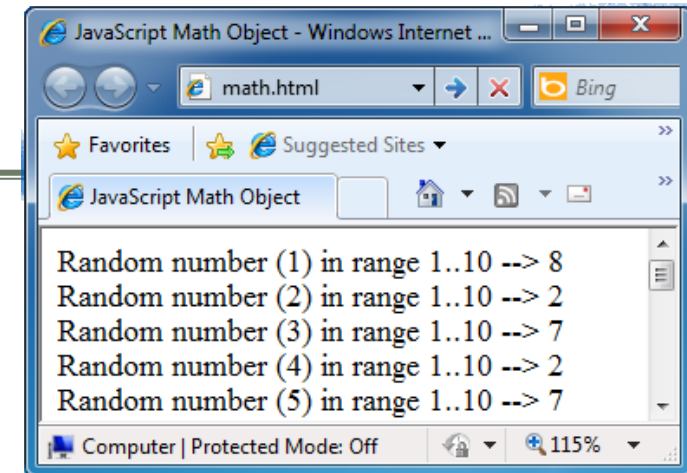 JavaScript Math Object - Windows Internet ...
math.html
Bing
Favorites
Suggested Sites
JavaScript Math Object
Random number (1) in range 1..10 --> 8
Random number (2) in range 1..10 --> 2
Random number (3) in range 1..10 --> 7
Random number (4) in range 1..10 --> 2
Random number (5) in range 1..10 --> 7
Computer | Protected Mode: Off
115%